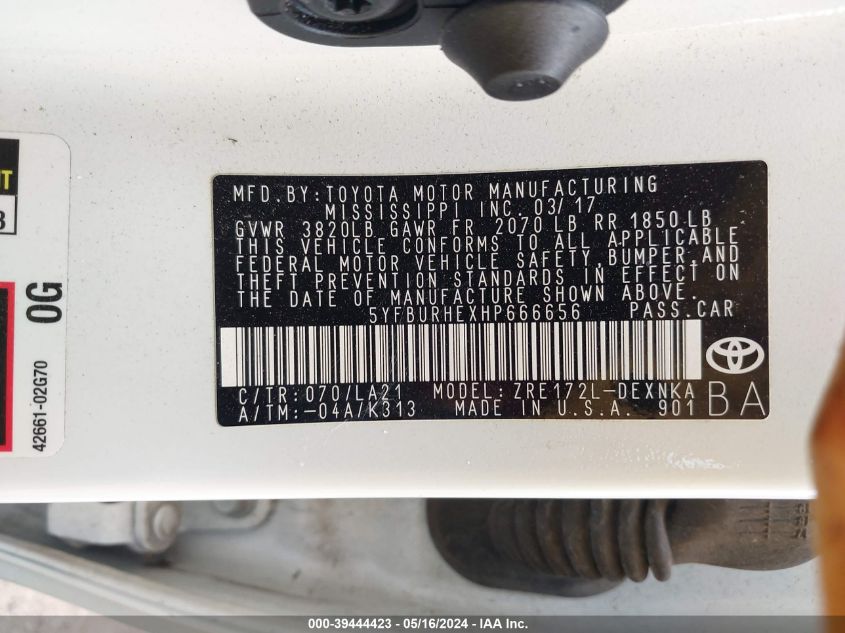 MFD.BY:TOYOTA MOTOR MANUFACTURING
MISSISSIPPI INC. 03/17
GVWR 3820LB GAWR FR 2070 LB RR 1850LB
THIS VEHICLE CONFORMS TO ALL APPLICABLE
FEDERAL MOTOR VEHICLE SAFETY,BUMPER,AND
THEFT PREVENTION STANDARDS IN EFFECT ON
THE DATE OF MANUFACTURE SHOWN ABOVE.
5YFBURHEXHP666656 PASS.CAR
C/TR:070/LA21 MODEL:ZRE172L-DEXNKA
A/TM:-04A/K313 MADE IN U.S.A. 901
BA
0G
42661-02G70
000-39444423 - 05/16/2024 - IAA Inc.